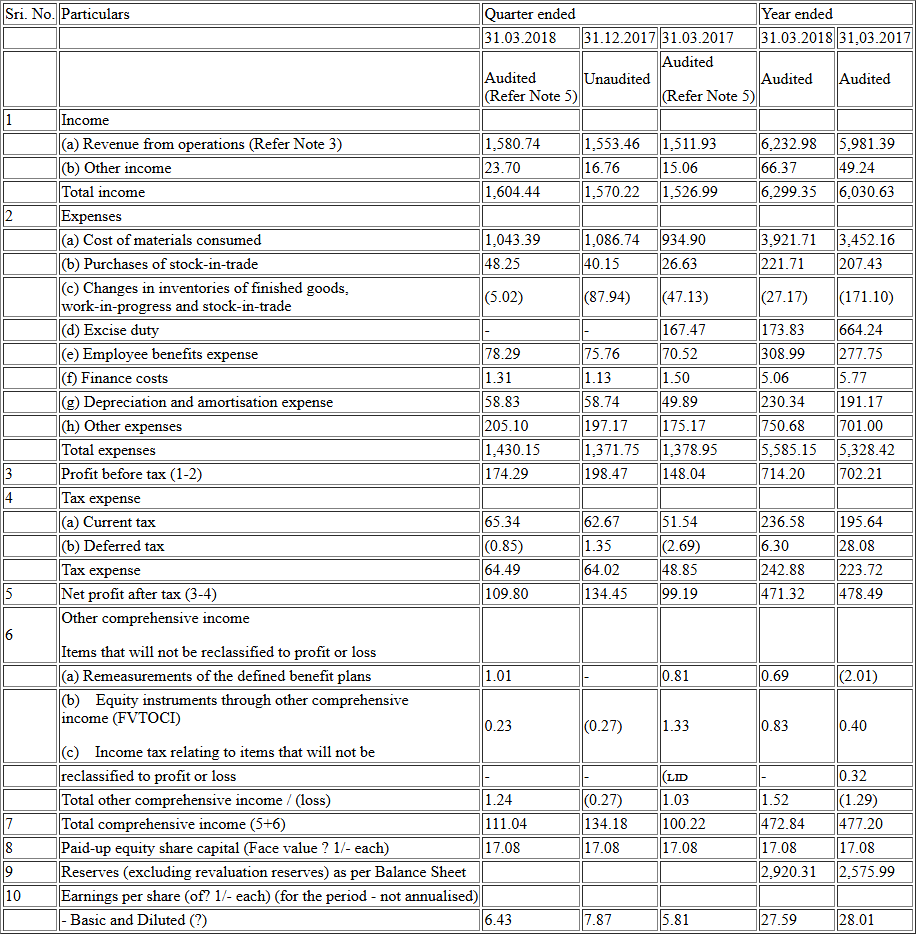 Sri. No. Particulars Quarter ended Year ended
31.03.2018 31.12.2017 31.03.2017 31.03.2018 31,03.2017
Audited (Refer Note 5) Unaudited Audited (Refer Note 5) Audited Audited
1 Income
(a) Revenue from operations (Refer Note 3) 1,580.74 1,553.46 1,511.93 6,232.98 5,981.39
(b) Other income 23.70 16.76 15.06 66.37 49.24
Total income 1,604.44 1,570.22 1,526.99 6,299.35 6,030.63
2 Expenses
(a) Cost of materials consumed 1,043.39 1,086.74 934.90 3,921.71 3,452.16
(b) Purchases of stock-in-trade 48.25 40.15 26.63 221.71 207.43
(c) Changes in inventories of finished goods,
work-in-progress and stock-in-trade (5.02) (87.94) (47.13) (27.17) (171.10)
(d) Excise duty - - 167.47 173.83 664.24
(e) Employee benefits expense 78.29 75.76 70.52 308.99 277.75
(f) Finance costs 1.31 1.13 1.50 5.06 5.77
(g) Depreciation and amortisation expense 58.83 58.74 49.89 230.34 191.17
(h) Other expenses 205.10 197.17 175.17 750.68 701.00
Total expenses 1,430.15 1,371.75 1,378.95 5,585.15 5,328.42
3 Profit before tax (1-2) 174.29 198.47 148.04 714.20 702.21
4 Tax expense
(a) Current tax 65.34 62.67 51.54 236.58 195.64
(b) Deferred tax (0.85) 1.35 (2.69) 6.30 28.08
Tax expense 64.49 64.02 48.85 242.88 223.72
5 Net profit after tax (3-4) 109.80 134.45 99.19 471.32 478.49
6 Other comprehensive income
Items that will not be reclassified to profit or loss
(a) Remeasurements of the defined benefit plans 1.01 - 0.81 0.69 (2.01)
(b) Equity instruments through other comprehensive
income (FVTOCI) 0.23 (0.27) 1.33 0.83 0.40
(c) Income tax relating to items that will not be
reclassified to profit or loss - - (LID - 0.32
Total other comprehensive income / (loss) 1.24 (0.27) 1.03 1.52 (1.29)
7 Total comprehensive income (5+6) 111.04 134.18 100.22 472.84 477.20
8 Paid-up equity share capital (Face value ? 1/- each) 17.08 17.08 17.08 17.08 17.08
9 Reserves (excluding revaluation reserves) as per Balance Sheet 2,920.31 2,575.99
10 Earnings per share (of? 1/- each) (for the period - not annualised)
- Basic and Diluted (?) 6.43 7.87 5.81 27.59 28.01